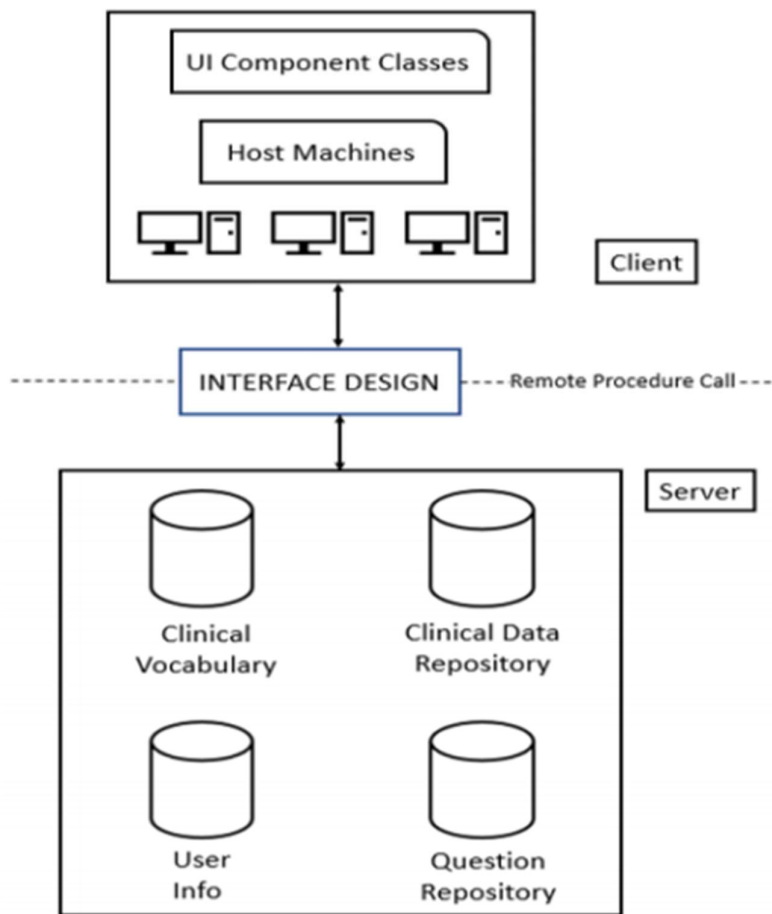 UI Component Classes
Host Machines
Client
INTERFACE DESIGN
Remote Procedure Call
Server
Clinical
Vocabulary
Clinical Data
Repository
User
Info
Question
Repository